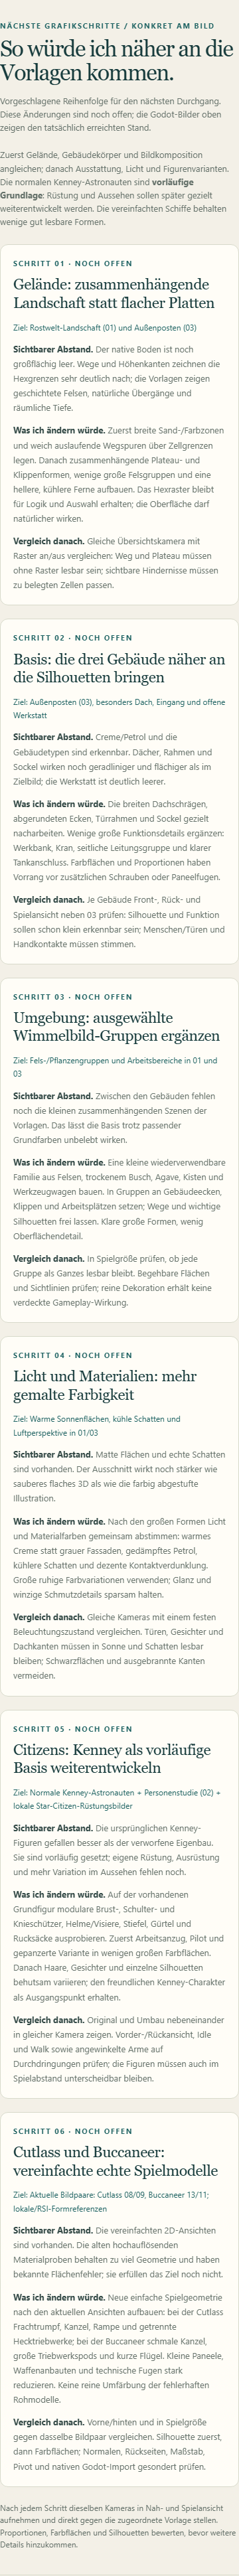 NÄCHSTE GRAFIKSCHRITTE / KONKRET AM BILD
So würde ich näher an die
Vorlagen kommen.
Vorgeschlagene Reihenfolge für den nächsten Durchgang.
Diese Änderungen sind noch offen; die Godot-Bilder oben
zeigen den tatsächlich erreichten Stand.
Zuerst Gelände, Gebäudekörper und Bildkomposition
angleichen; danach Ausstattung, Licht und Figurenvarianten.
Die normalen Kenney-Astronauten sind vorläufige
Grundlage: Rüstung und Aussehen sollen später gezielt
weiterentwickelt werden. Die vereinfachten Schiffe behalten
wenige gut lesbare Formen.
SCHRITT 01 · NOCH OFFEN
Gelände: zusammenhängende
Landschaft statt flacher Platten
Ziel: Rostwelt-Landschaft (01) und Außenposten (03)
Sichtbarer Abstand. Der native Boden ist noch
großflächig leer. Wege und Höhenkanten zeichnen die
Hexgrenzen sehr deutlich nach; die Vorlagen zeigen
geschichtete Felsen, natürliche Übergänge und
räumliche Tiefe.
Was ich ändern würde. Zuerst breite Sand-/Farbzonen
und weich auslaufende Wegspuren über Zellgrenzen
legen. Danach zusammenhängende Plateau- und
Klippenformen, wenige große Felsgruppen und eine
hellere, kühlere Ferne aufbauen. Das Hexraster bleibt
für Logik und Auswahl erhalten; die Oberfläche darf
natürlicher wirken.
Vergleich danach. Gleiche Übersichtskamera mit
Raster an/aus vergleichen: Weg und Plateau müssen
ohne Raster lesbar sein; sichtbare Hindernisse müssen
zu belegten Zellen passen.
SCHRITT 02 · NOCH OFFEN
Basis: die drei Gebäude näher an
die Silhouetten bringen
Ziel: Außenposten (03), besonders Dach, Eingang und offene
Werkstatt
Sichtbarer Abstand. Creme/Petrol und die
Gebäudetypen sind erkennbar. Dächer, Rahmen und
Sockel wirken noch geradliniger und flächiger als im
Zielbild; die Werkstatt ist deutlich leerer.
Was ich ändern würde. Die breiten Dachschrägen,
abgerundeten Ecken, Türrahmen und Sockel gezielt
nacharbeiten. Wenige große Funktionsdetails ergänzen:
Werkbank, Kran, seitliche Leitungsgruppe und klarer
Tankanschluss. Farbflächen und Proportionen haben
Vorrang vor zusätzlichen Schrauben oder Paneelfugen.
Vergleich danach. Je Gebäude Front-, Rück- und
Spielansicht neben 03 prüfen: Silhouette und Funktion
sollen schon klein erkennbar sein; Menschen/Türen und
Handkontakte müssen stimmen.
SCHRITT 03 · NOCH OFFEN
Umgebung: ausgewählte
Wimmelbild-Gruppen ergänzen
Ziel: Fels-/Pflanzengruppen und Arbeitsbereiche in 01 und
03
Sichtbarer Abstand. Zwischen den Gebäuden fehlen
noch die kleinen zusammenhängenden Szenen der
Vorlagen. Das lässt die Basis trotz passender
Grundfarben unbelebt wirken.
Was ich ändern würde. Eine kleine wiederverwendbare
Familie aus Felsen, trockenem Busch, Agave, Kisten und
Werkzeugwagen bauen. In Gruppen an Gebäudeecken,
Klippen und Arbeitsplätzen setzen; Wege und wichtige
Silhouetten frei lassen. Klare große Formen, wenig
Oberflächendetail.
Vergleich danach. In Spielgröße prüfen, ob jede
Gruppe als Ganzes lesbar bleibt. Begehbare Flächen
und Sichtlinien prüfen; reine Dekoration erhält keine
verdeckte Gameplay-Wirkung.
SCHRITT 04 · NOCH OFFEN
Licht und Materialien: mehr
gemalte Farbigkeit
Ziel: Warme Sonnenflächen, kühle Schatten und
Luftperspektive in 01/03
Sichtbarer Abstand. Matte Flächen und echte Schatten
sind vorhanden. Der Ausschnitt wirkt noch stärker wie
sauberes flaches 3D als wie die farbig abgestufte
Illustration.
Was ich ändern würde. Nach den großen Formen Licht
und Materialfarben gemeinsam abstimmen: warmes
Creme statt grauer Fassaden, gedämpftes Petrol,
kühlere Schatten und dezente Kontaktverdunklung.
Große ruhige Farbvariationen verwenden; Glanz und
winzige Schmutzdetails sparsam halten.
Vergleich danach. Gleiche Kameras mit einem festen
Beleuchtungszustand vergleichen. Türen, Gesichter und
Dachkanten müssen in Sonne und Schatten lesbar
bleiben; Schwarzflächen und ausgebrannte Kanten
vermeiden.
SCHRITT 05 · NOCH OFFEN
Citizens: Kenney als vorläufige
Basis weiterentwickeln
Ziel: Normale Kenney-Astronauten + Personenstudie (02) +
lokale Star-Citizen-Rüstungsbilder
Sichtbarer Abstand. Die ursprünglichen Kenney-
Figuren gefallen besser als der verworfene Eigenbau.
Sie sind vorläufig gesetzt; eigene Rüstung, Ausrüstung
und mehr Variation im Aussehen fehlen noch.
Was ich ändern würde. Auf der vorhandenen
Grundfigur modulare Brust-, Schulter- und
Knieschützer, Helme/Visiere, Stiefel, Gürtel und
Rucksäcke ausprobieren. Zuerst Arbeitsanzug, Pilot und
gepanzerte Variante in wenigen großen Farbflächen.
Danach Haare, Gesichter und einzelne Silhouetten
behutsam variieren; den freundlichen Kenney-Charakter
als Ausgangspunkt erhalten.
Vergleich danach. Original und Umbau nebeneinander
in gleicher Kamera zeigen. Vorder-/Rückansicht, Idle
und Walk sowie angewinkelte Arme auf
Durchdringungen prüfen; die Figuren müssen auch im
Spielabstand unterscheidbar bleiben.
SCHRITT 06 · NOCH OFFEN
Cutlass und Buccaneer:
vereinfachte echte Spielmodelle
Ziel: Aktuelle Bildpaare: Cutlass 08/09, Buccaneer 13/11;
lokale/RSI-Formreferenzen
Sichtbarer Abstand. Die vereinfachten 2D-Ansichten
sind vorhanden. Die alten hochauflösenden
Materialproben behalten zu viel Geometrie und haben
bekannte Flächenfehler; sie erfüllen das Ziel noch nicht.
Was ich ändern würde. Neue einfache Spielgeometrie
nach den aktuellen Ansichten aufbauen: bei der Cutlass
Frachtrumpf, Kanzel, Rampe und getrennte
Hecktriebwerke; bei der Buccaneer schmale Kanzel,
große Triebwerkspods und kurze Flügel. Kleine Paneele,
Waffenanbauten und technische Fugen stark
reduzieren. Keine reine Umfärbung der fehlerhaften
Rohmodelle.
Vergleich danach. Vorne/hinten und in Spielgröße
gegen dasselbe Bildpaar vergleichen. Silhouette zuerst,
dann Farbflächen; Normalen, Rückseiten, Maßstab,
Pivot und nativen Godot-Import gesondert prüfen.
Nach jedem Schritt dieselben Kameras in Nah- und Spielansicht
aufnehmen und direkt gegen die zugeordnete Vorlage stellen.
Proportionen, Farbflächen und Silhouetten bewerten, bevor weitere
Details hinzukommen.